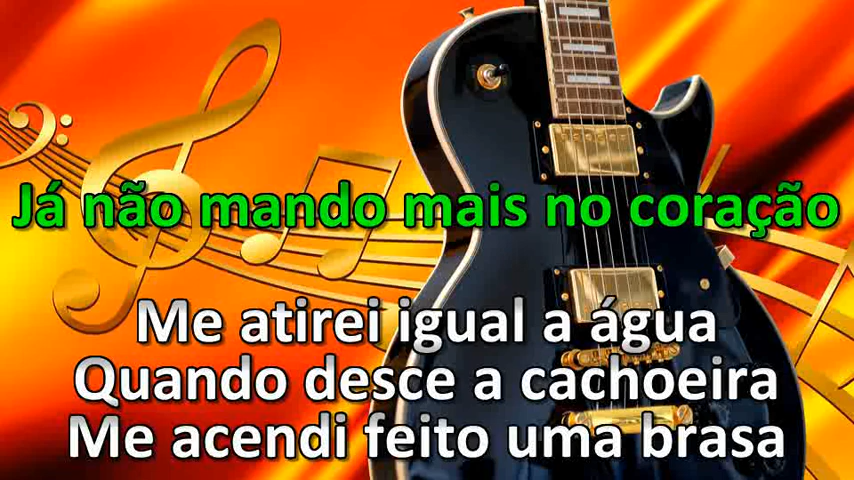 Já não mando mais no coração
Me atirei igual a água
Quando desce a cachoeira
Me acendi feito uma brasa